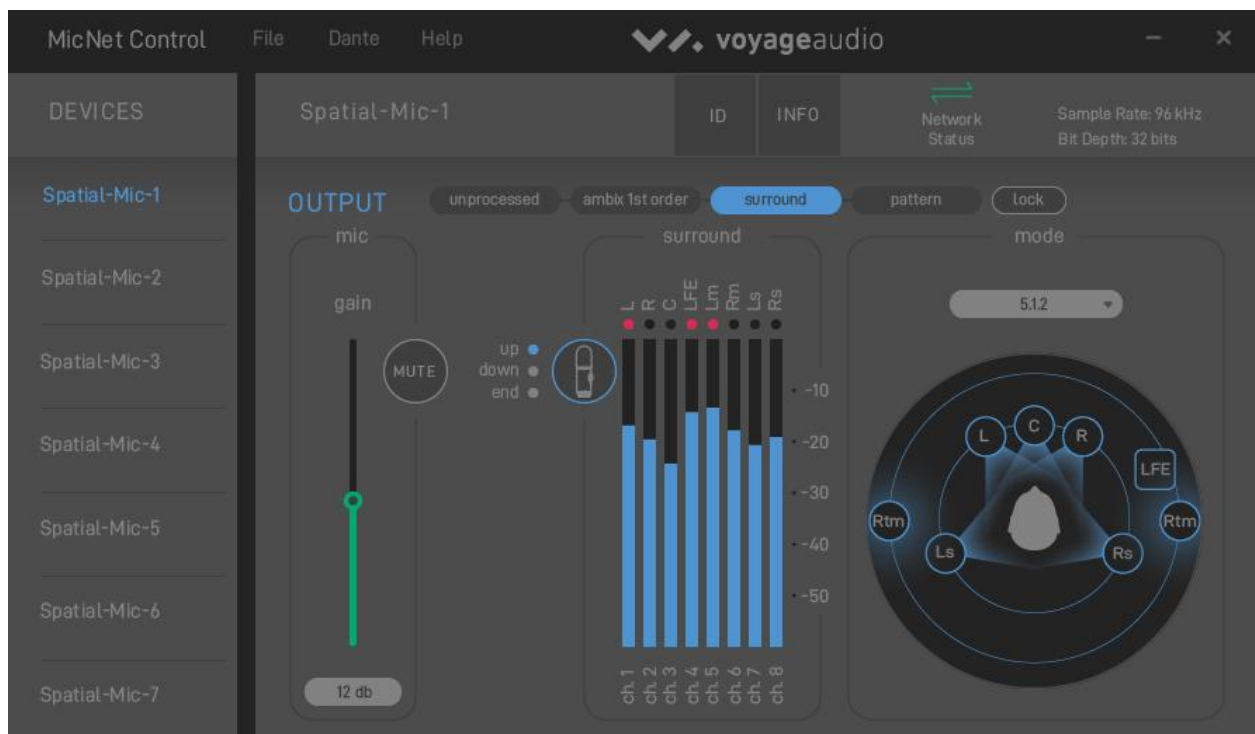 MicNet Control File Dante Help voyageaudio
DEVICES
Spatial-Mic-1
ID
INFO
Network
Status
Sample Rate: 96 kHz
Bit Depth: 32 bits
Spatial-Mic-1
Spatial-Mic-2
Spatial-Mic-3
Spatial-Mic-4
Spatial-Mic-5
Spatial-Mic-6
Spatial-Mic-7
OUTPUT
unprocessed
ambix 1st order
surround
pattern
lock
mic
gain
MUTE
12 db
up
down
end
surround
L
R
C
LFE
Lm
Rm
Ls
Rs
-10
-20
-30
-40
-50
ch. 1
ch. 2
ch. 3
ch. 4
ch. 5
ch. 6
ch. 7
ch. 8
mode
5.1.2
L
C
R
LFE
Rtm
Rtm
Ls
Rs